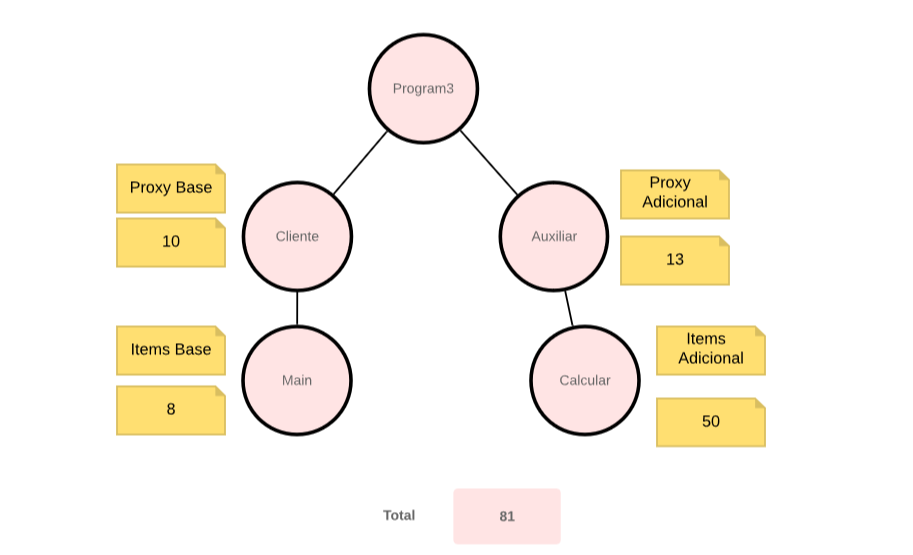 Program3
Proxy Base
10
Cliente
Auxiliar
Proxy
Adicional
13
Items Base
8
Main
Calcular
Items
Adicional
50
Total
81